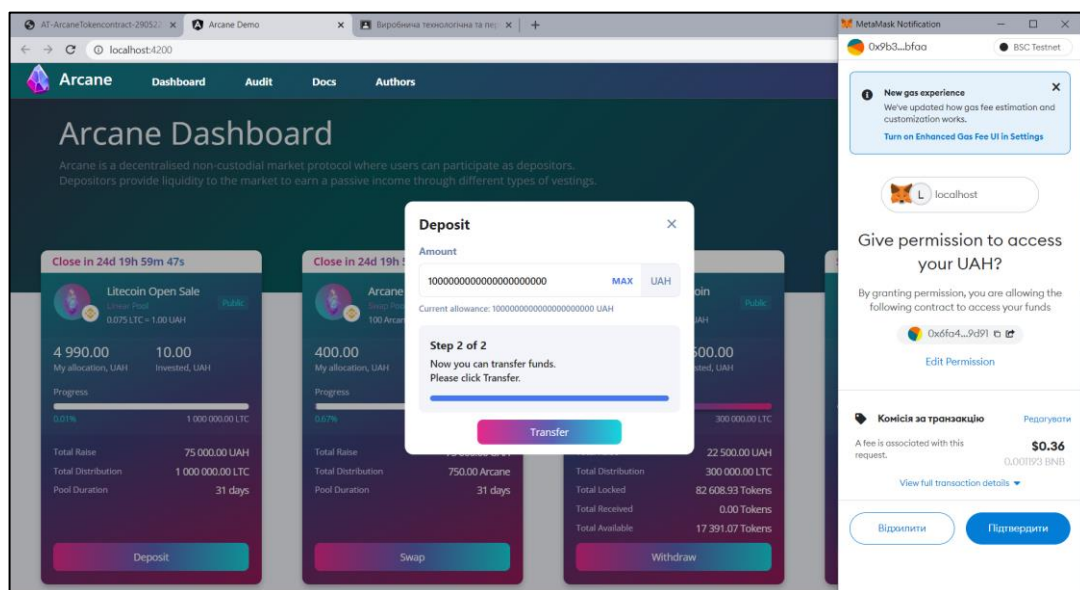 AT-ArcaneTokencontract-29052
Arcane Demo
Виробнича технологічна та пер
localhost:4200
Arcane
Dashboard
Audit
Docs
Authors
Arcane Dashboard
Arcane is a decentralised non-custodial market protocol where users can participate as depositors.
Depositors provide liquidity to the market to earn a passive income through different types of vestings.
Close in 24d 19h 59m 47s
Litecoin Open Sale
Linear Pool
0.075 LTC = 1.00 UAH
Public
4 990.00
10.00
My allocation, UAH
Invested, UAH
Progress
0.01%
1 000 000.00 LTC
Total Raise
75 000.00 UAH
Total Distribution
1 000 000.00 LTC
Pool Duration
31 days
Deposit
Close in 24d 19h
Arcane
Swap Poo
100 Arcan
400.00
My allocation, UAH
Progress
0.67%
Total Raise
Total Distribution
750.00 Arcane
Pool Duration
31 days
Swap
Deposit
Amount
1000000000000000000000
MAX
UAH
Current allowance: 1000000000000000000000 UAH
Step 2 of 2
Now you can transfer funds.
Please click Transfer.
Transfer
oin
UAH
Public
500.00
sted, UAH
300 000.00 LTC
22 500.00 UAH
Total Distribution
300 000.00 LTC
Total Locked
82 608.93 Tokens
Total Received
0.00 Tokens
Total Available
17 391.07 Tokens
Withdraw
MetaMask Notification
0x9b3...bfaa
BSC Testnet
New gas experience
We've updated how gas fee estimation and
customization works.
Turn on Enhanced Gas Fee UI in Settings
L
localhost
Give permission to access
your UAH?
By granting permission, you are allowing the
following contract to access your funds
0x6fa4...9d91
Edit Permission
Комісія за транзакцію
Редагувати
A fee is associated with this
request.
$0.36
0.001193 BNB
View full transaction details
Відхилити
Підтвердити